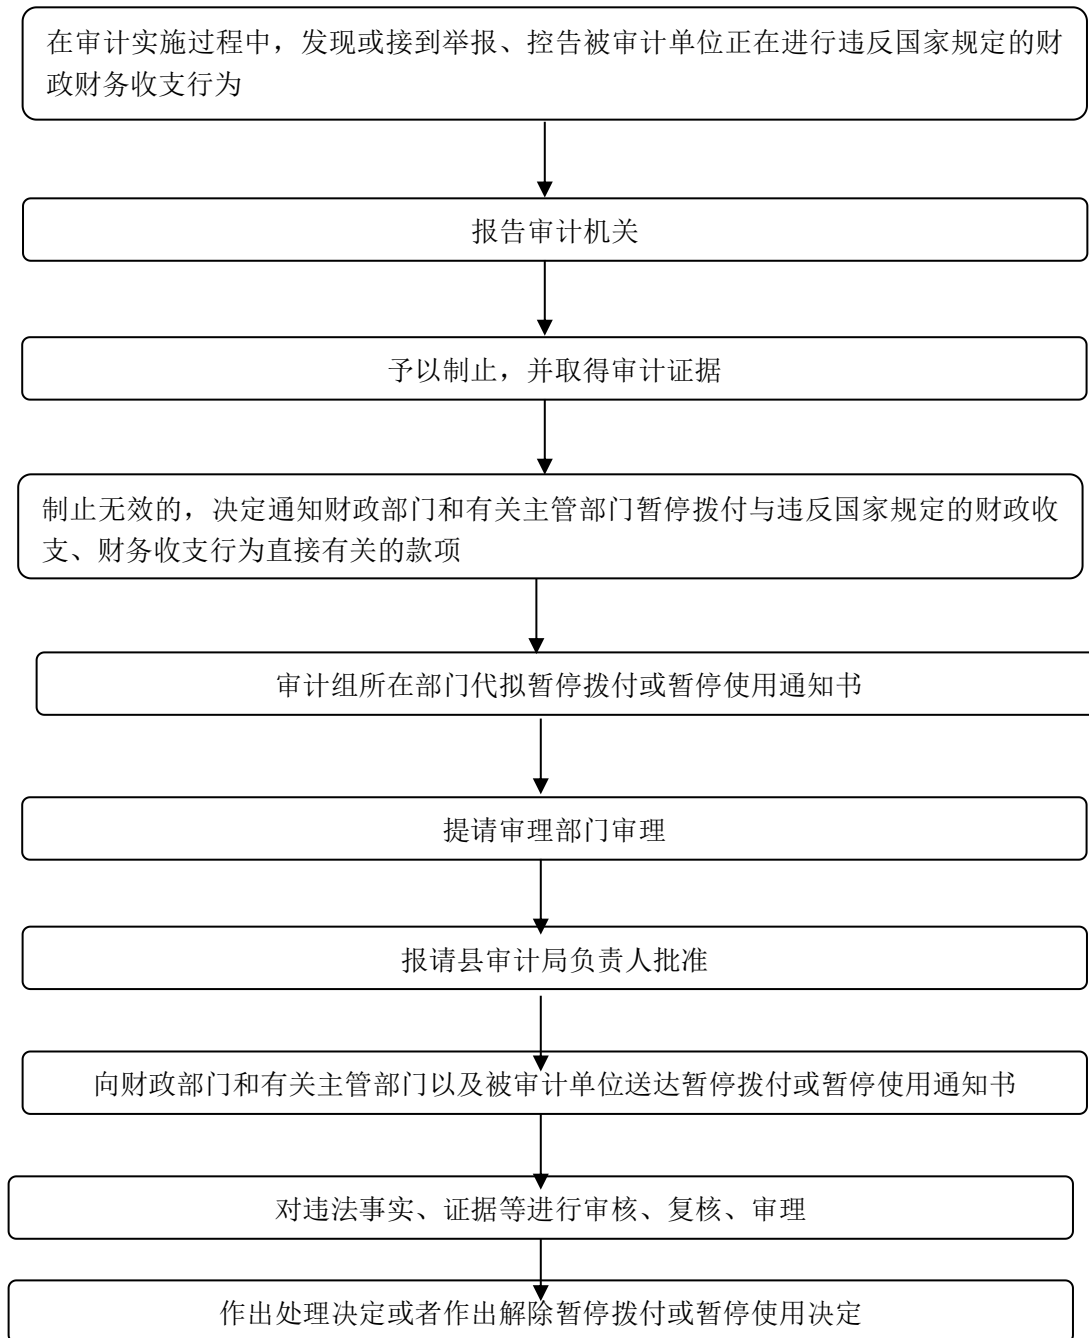 在审计实施过程中，发现或接到举报、控告被审计单位正在进行违反国家规定的财
政财务收支行为
报告审计机关
予以制止，并取得审计证据
制止无效的，决定通知财政部门和有关主管部门暂停拨付与违反国家规定的财政收
支、财务收支行为直接有关的款项
审计组所在部门代拟暂停拨付或暂停使用通知书
提请审理部门审理
报请县审计局负责人批准
向财政部门和有关主管部门以及被审计单位送达暂停拨付或暂停使用通知书
对违法事实、证据等进行审核、复核、审理
作出处理决定或者作出解除暂停拨付或暂停使用决定